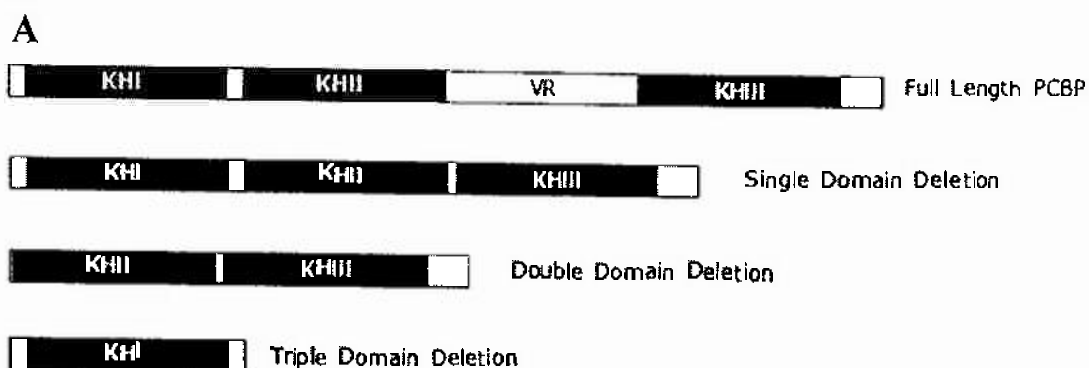 A
KHI KHII VR KHIII Full Length PCBP
KHI KHII KHIII Single Domain Deletion
KHII KHIII Double Domain Deletion
KHI Triple Domain Deletion